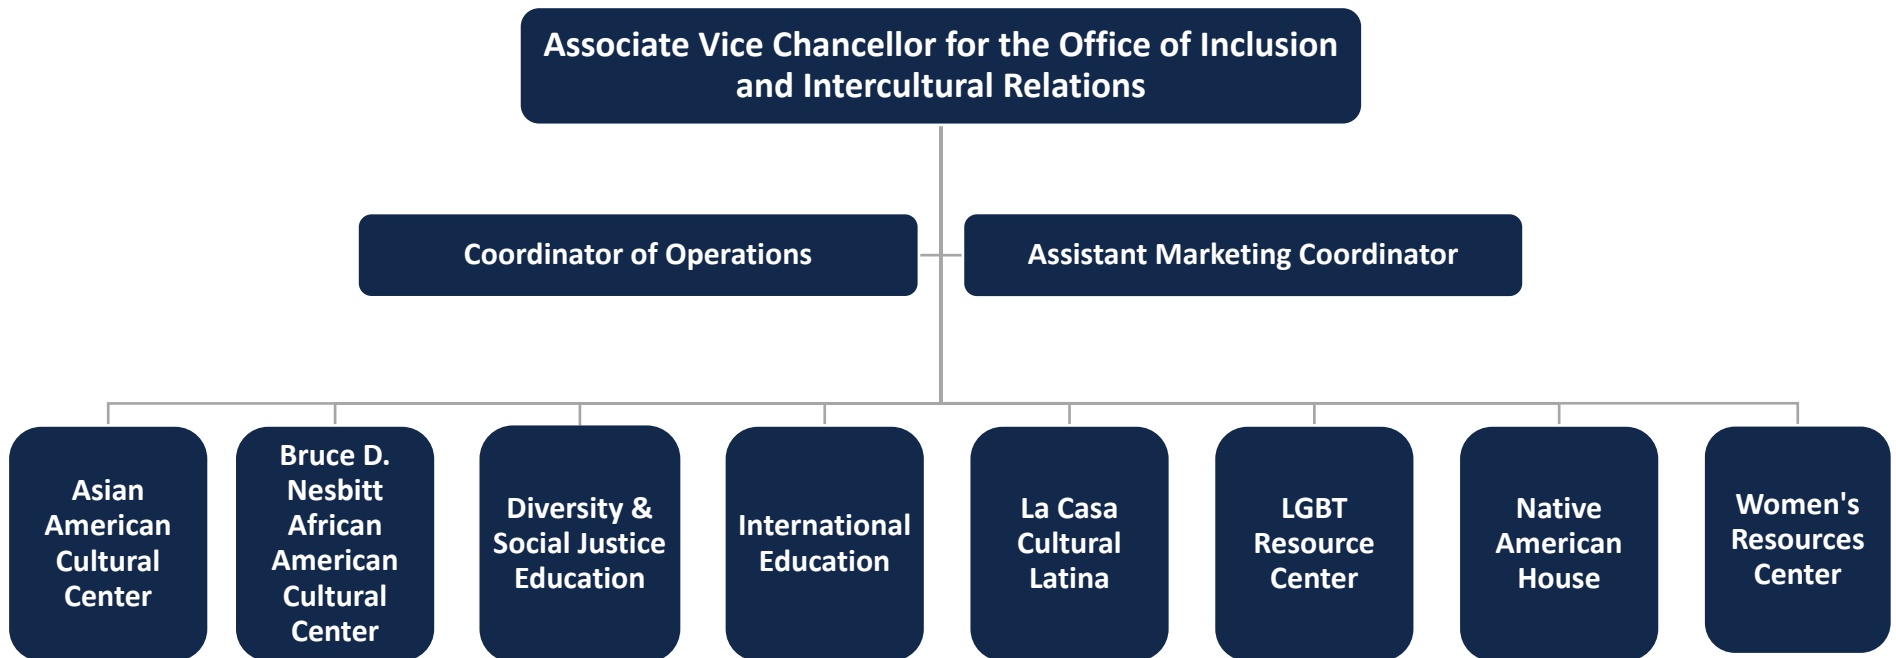 Associate Vice Chancellor for the Office of Inclusion
and Intercultural Relations
Coordinator of Operations
Assistant Marketing Coordinator
Asian
American
Cultural
Center
Bruce D.
Nesbitt
African
American
Cultural
Center
Diversity &
Social Justice
Education
International
Education
La Casa
Cultural
Latina
LGBT
Resource
Center
Native
American
House
Women's
Resources
Center